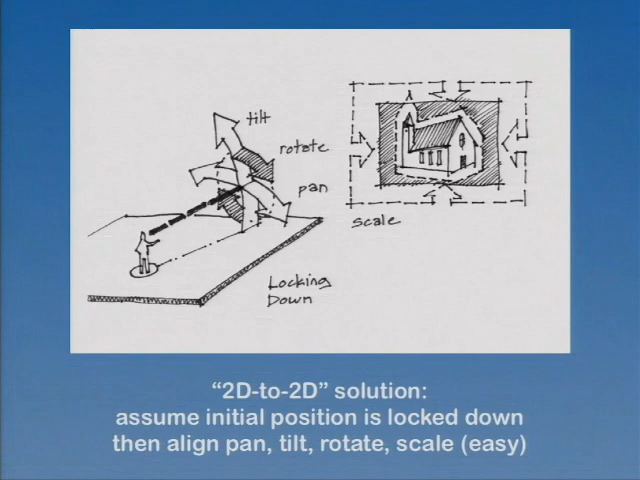 tilt
rotate
pan
scale
Locking
Down
“2D-to-2D” solution:
assume initial position is locked down
then align pan, tilt, rotate, scale (easy)